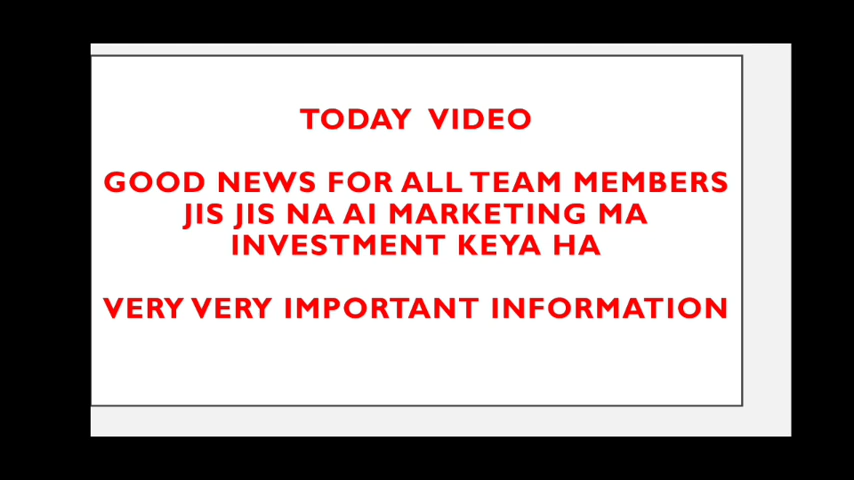 TODAY VIDEO
GOOD NEWS FOR ALL TEAM MEMBERS
JIS JIS NA AI MARKETING MA
INVESTMENT KEYA HA
VERY VERY IMPORTANT INFORMATION